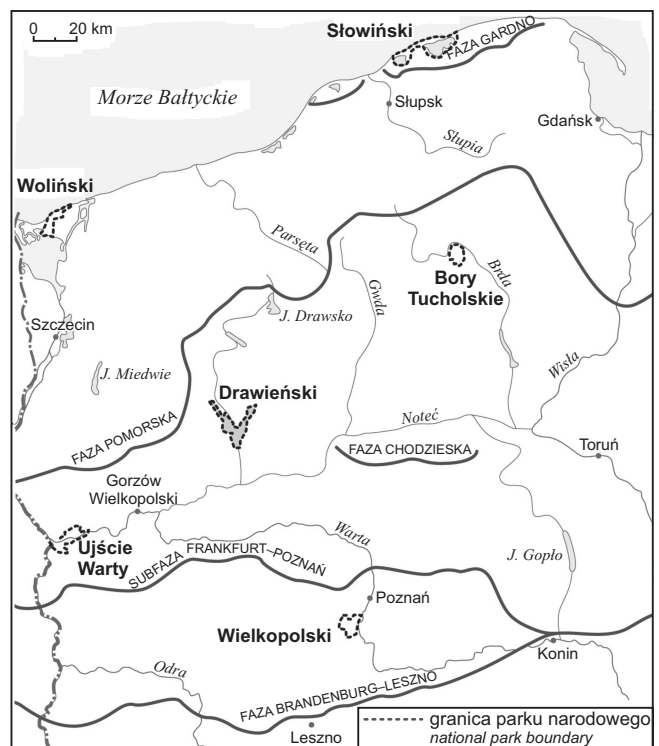 0 20 km
Słowiński
FAZA GARDNO
Morze Bałtyckie
Słupsk
Gdańsk
Słupia
Woliński
Parsęta
Bory
Tucholskie
Gwda
Brda
Szczecin
J. Drawsko
J. Miedwie
Wisła
Drawieński
Noteć
FAZA POMORSKA
FAZA CHODZIESKA
Toruń
Gorzów
Wielkopolski
Ujście
Warty
Warta
SUBFAZA FRANKFURT–POZNAŃ
J. Gopło
Poznań
Wielkopolski
Konin
Odra
FAZA BRANDENBURG–LESZNO
Leszno
granica parku narodowego
national park boundary